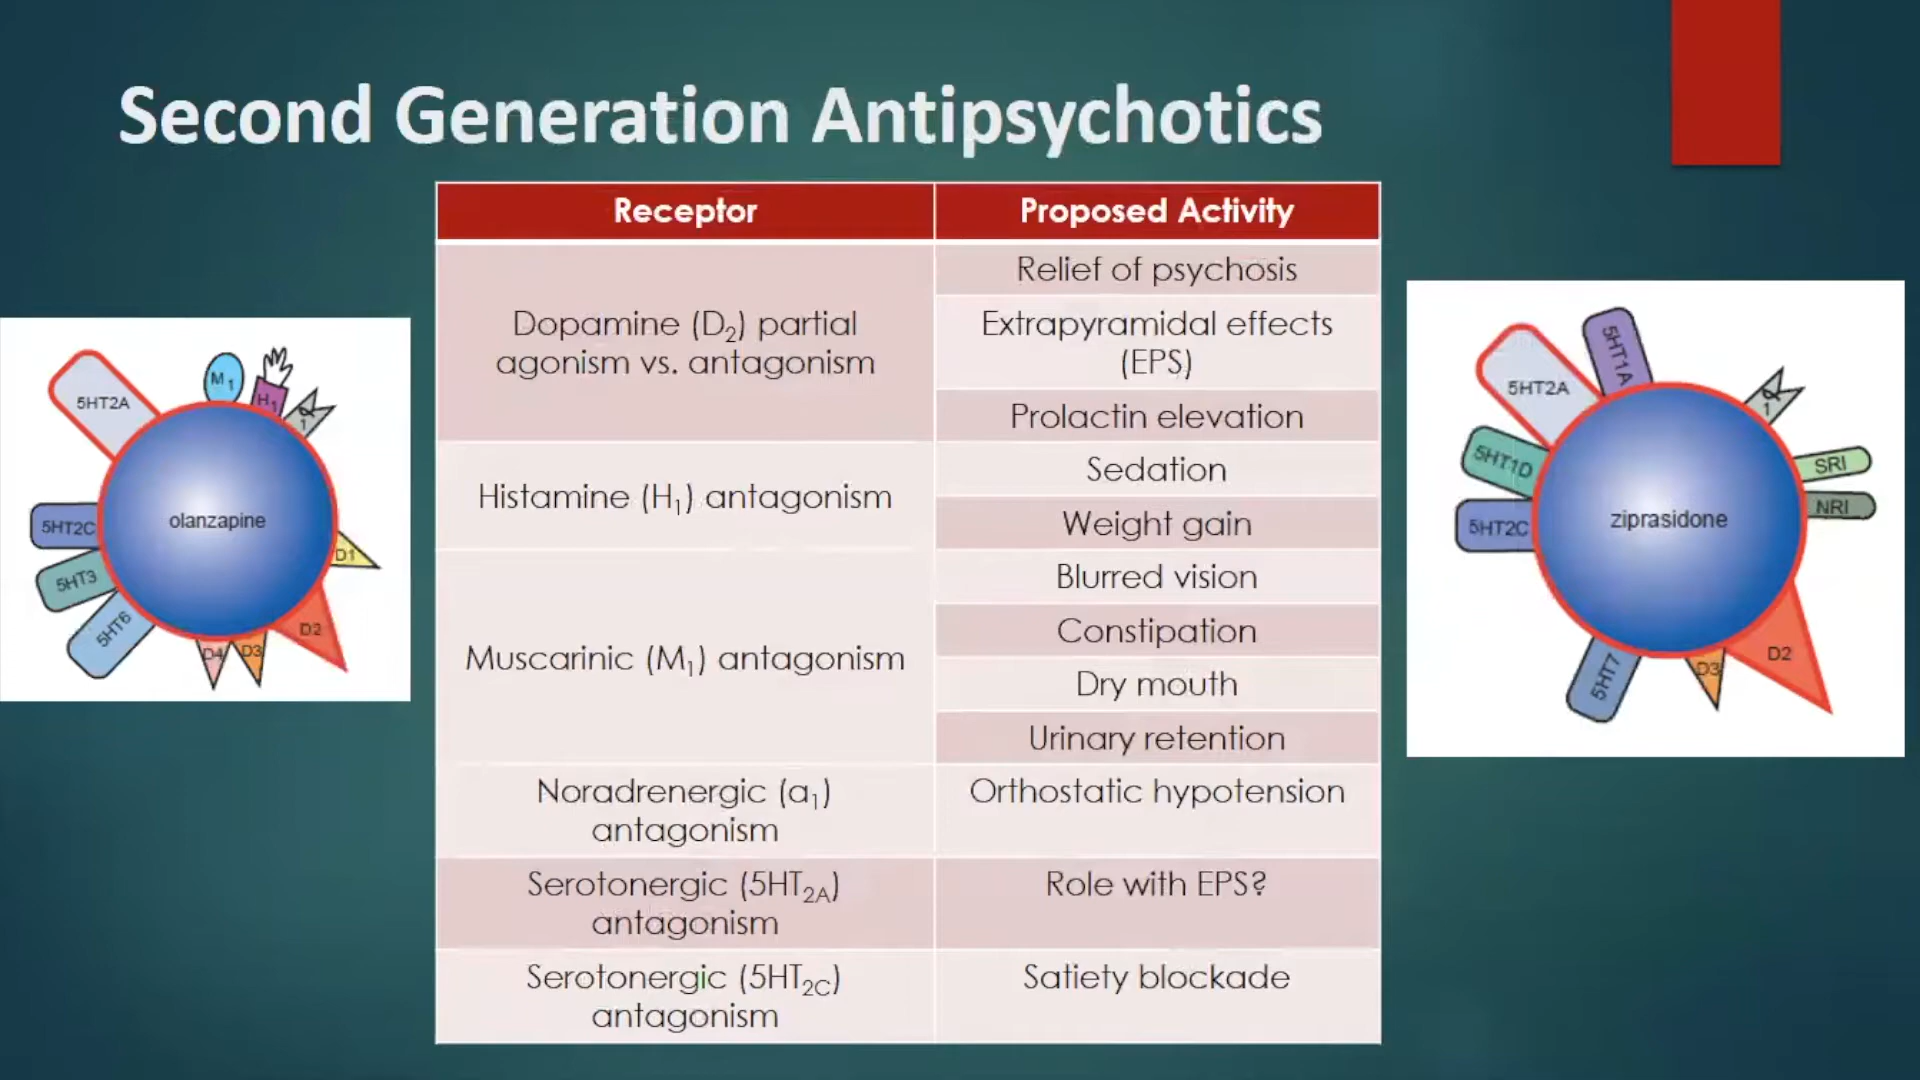 Second Generation Antipsychotics
Receptor
Proposed Activity
Dopamine (D₂) partial
agonism vs. antagonism
Relief of psychosis
Extrapyramidal effects
(EPS)
Prolactin elevation
Histamine (H₁) antagonism
Sedation
Weight gain
Muscarinic (M₁) antagonism
Blurred vision
Constipation
Dry mouth
Urinary retention
Noradrenergic (α₁)
antagonism
Orthostatic hypotension
Serotonergic (5HT₂A)
antagonism
Role with EPS?
Serotonergic (5HT₂C)
antagonism
Satiety blockade
5HT2A
M₁
H₁
α1
5HT2C
olanzapine
D1
5HT3
5HT6
D4
D3
D2
5HT2A
5HT1A
α1
5HT1D
SRI
5HT2C
ziprasidone
NRI
5HT7
D3
D2